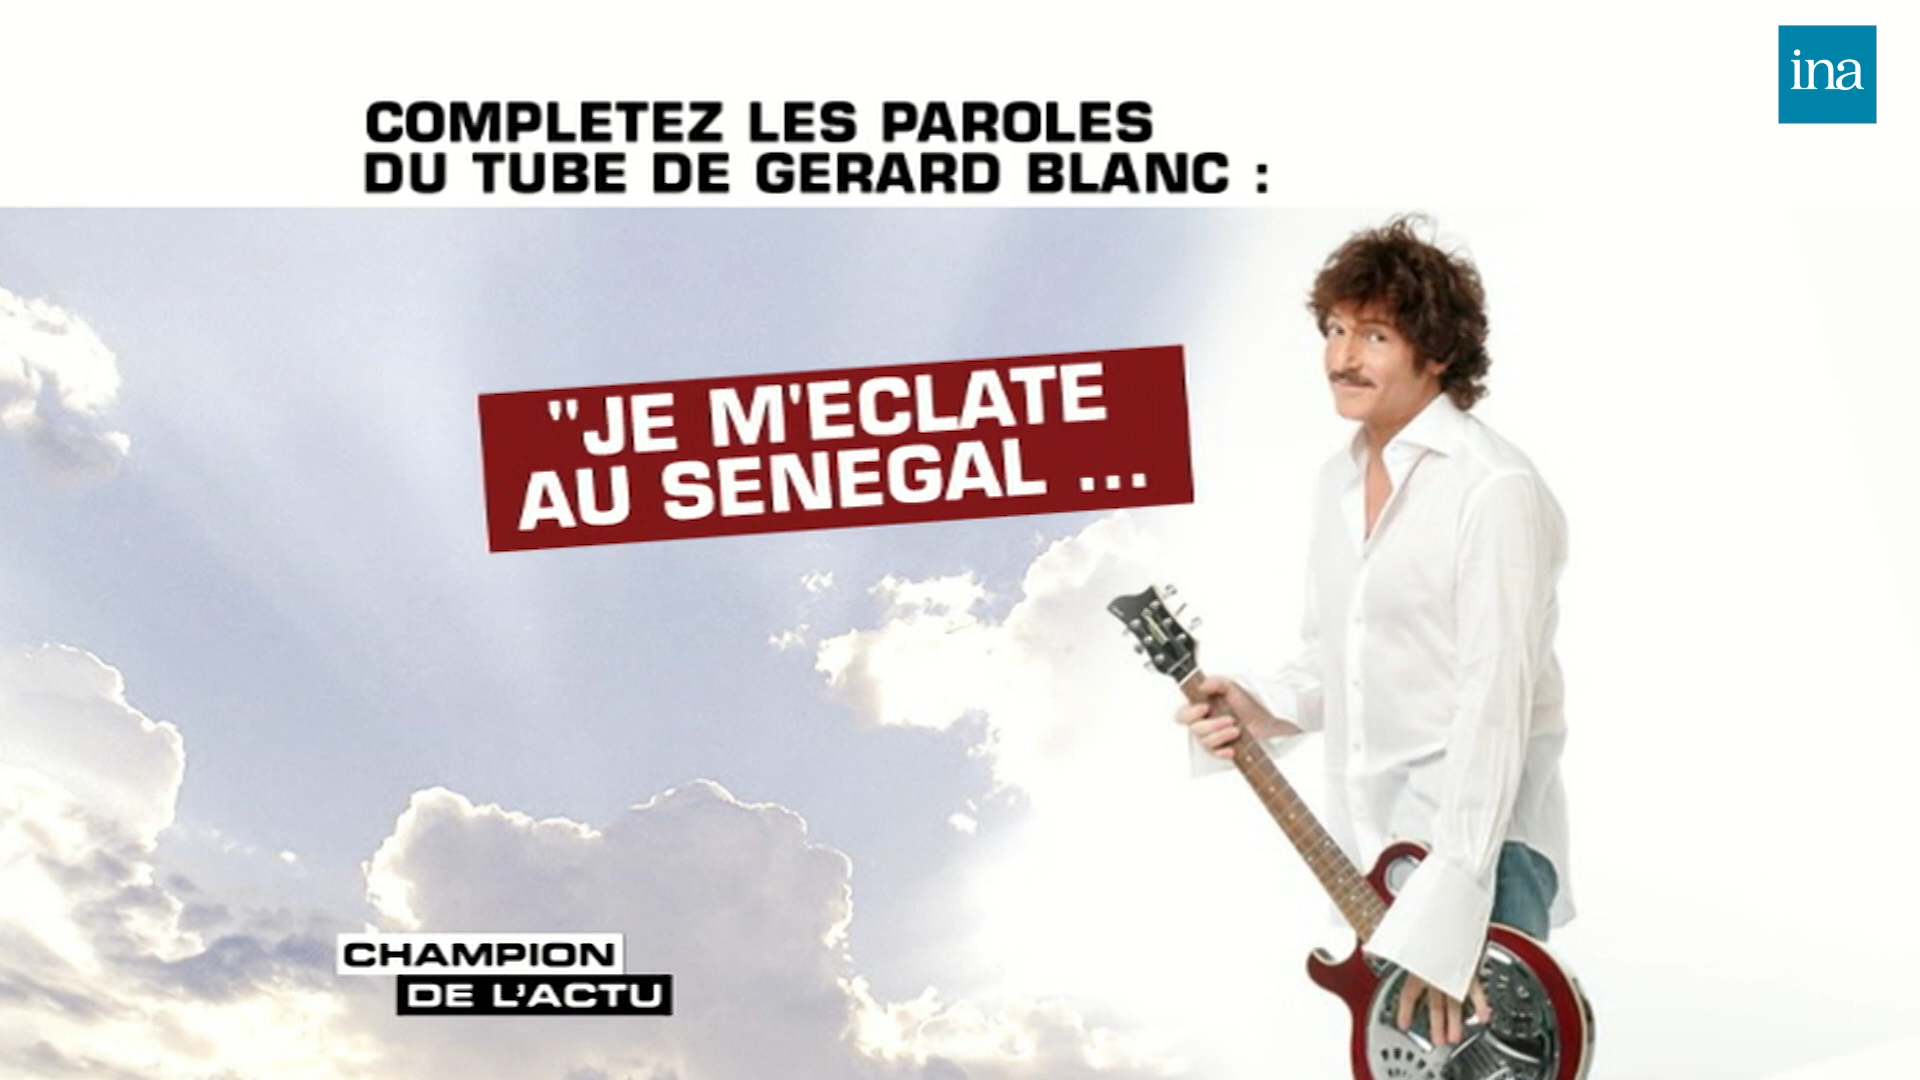 ina
COMPLETEZ LES PAROLES
DU TUBE DE GERARD BLANC :
"JE M'ECLATE
AU SENEGAL ...
CHAMPION
DE L'ACTU